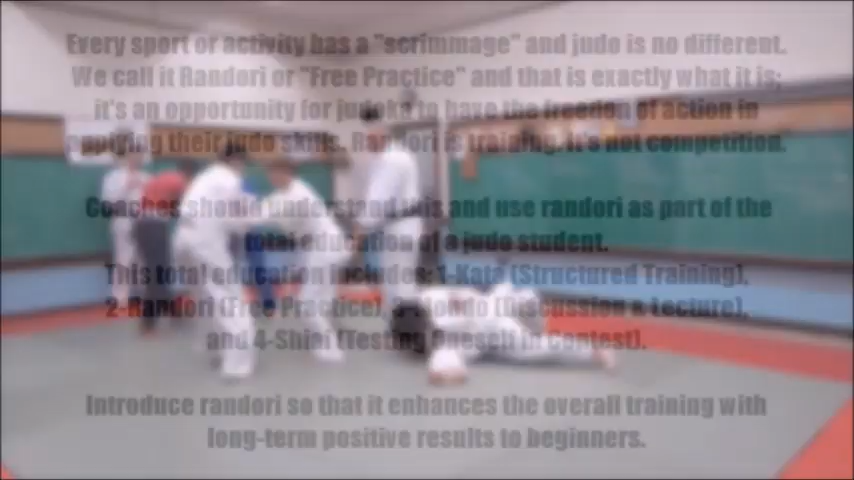 Every sport or activity has a "scrimmage" and judo is no different.
We call it Randori or "Free Practice" and that is exactly what it is;
it's an opportunity for judoka to have the freedon of action in
applying their judo skills. Randori is training. It's not competition.
Coaches should understand this and use randori as part of the
total education of a judo student.
This total education includes: 1-Kata (Structured Training),
2-Randori (Free Practice), 3-Mondo (Discussion & Lecture),
and 4-Shiai (Testing Oneself in Contest).
Introduce randori so that it enhances the overall training with
long-term positive results to beginners.